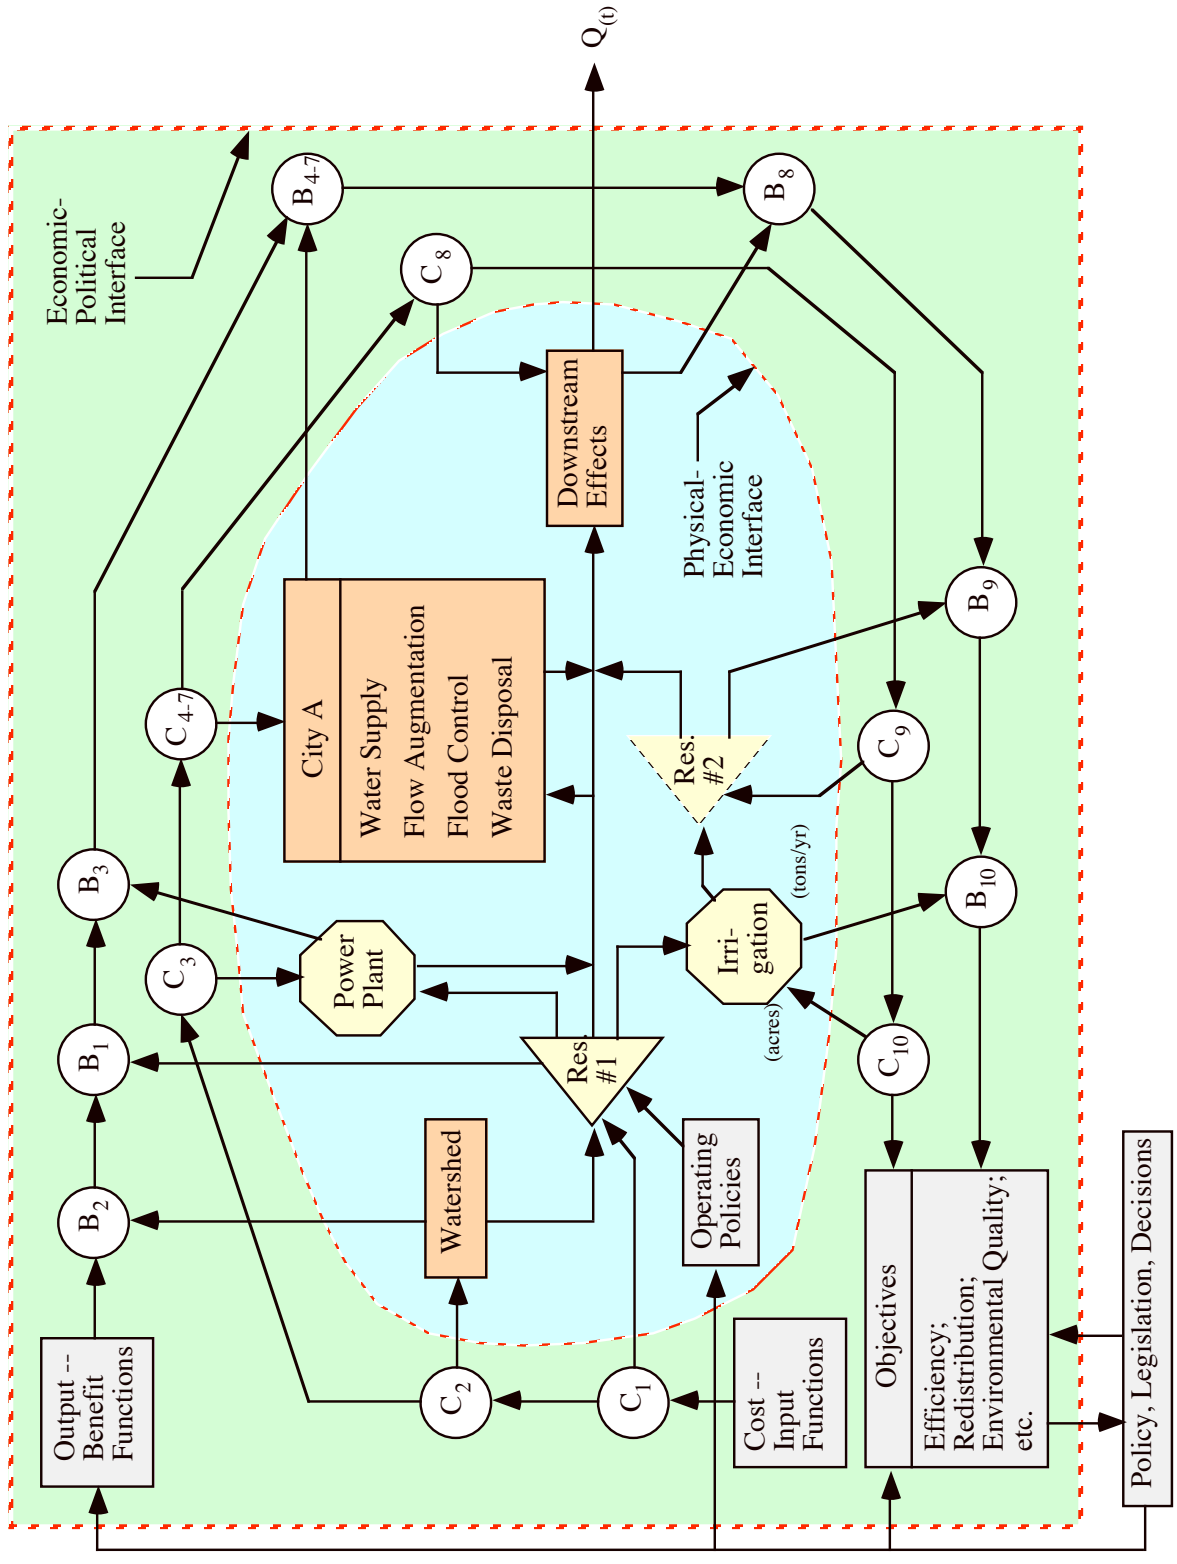 Economic-
Political
Interface
Q(t)
B4-7
C8
B8
Downstream
Effects
Physical-
Economic
Interface
City A
Water Supply
Flow Augmentation
Flood Control
Waste Disposal
C4-7
B3
C3
B1
B2
Power
Plant
Res.
#1
Res.
#2
Irri-
gation
(tons/yr)
(acres)
B9
C9
B10
C10
Watershed
Operating
Policies
Output --
Benefit
Functions
C2
C1
Cost --
Input
Functions
Objectives
Efficiency;
Redistribution;
Environmental Quality;
etc.
Policy, Legislation, Decisions